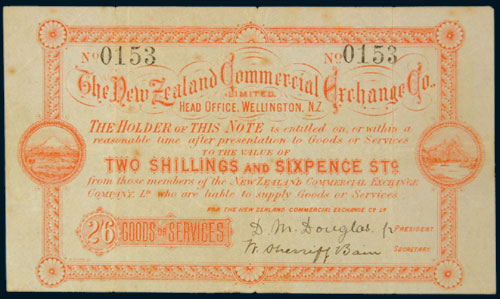 No 0153 No 0153
The New Zealand Commercial Exchange Co.
LIMITED.
HEAD OFFICE, WELLINGTON, N.Z.
THE HOLDER OF THIS NOTE is entitled on, or within a
reasonable time after presentation to Goods or Services
TO THE VALUE OF
TWO SHILLINGS AND SIXPENCE STG
from those members of the NEW ZEALAND COMMERCIAL EXCHANGE
COMPANY, LD who are liable to supply Goods or Services
FOR THE NEW ZEALAND COMMERCIAL EXCHANGE CO LD
2/6 GOODS OR SERVICES
D. M. Douglas, jr PRESIDENT
W. Sherriff Bain SECRETARY